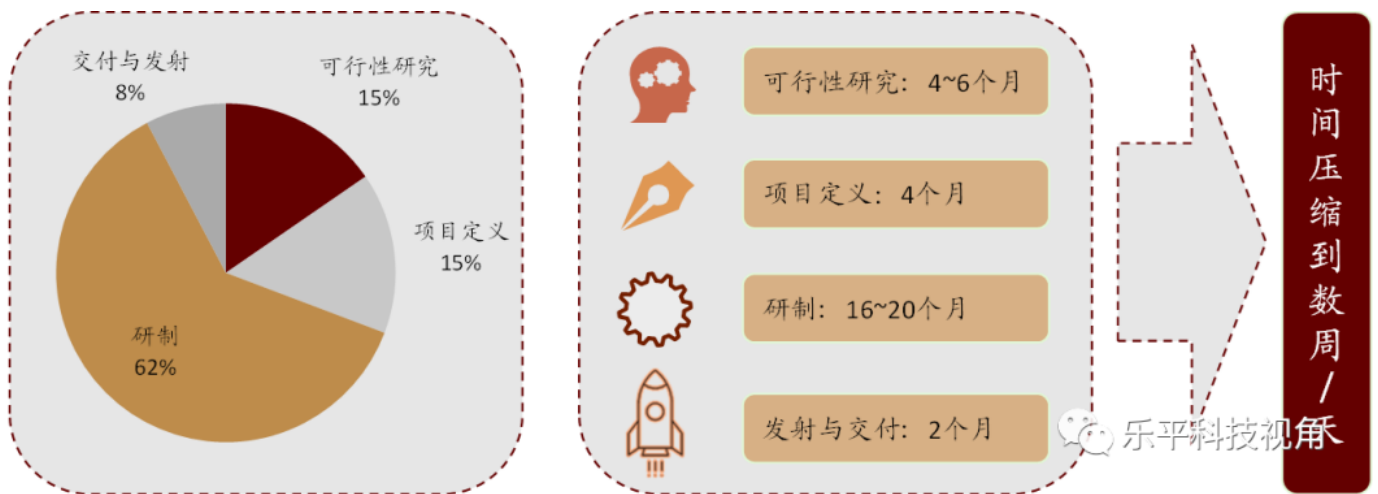 交付与发射
8%
可行性研究
15%
项目定义
15%
研制
62%
可行性研究：4~6个月
项目定义：4个月
研制：16~20个月
发射与交付：2个月
时间压缩到数周/天
乐平科技视角